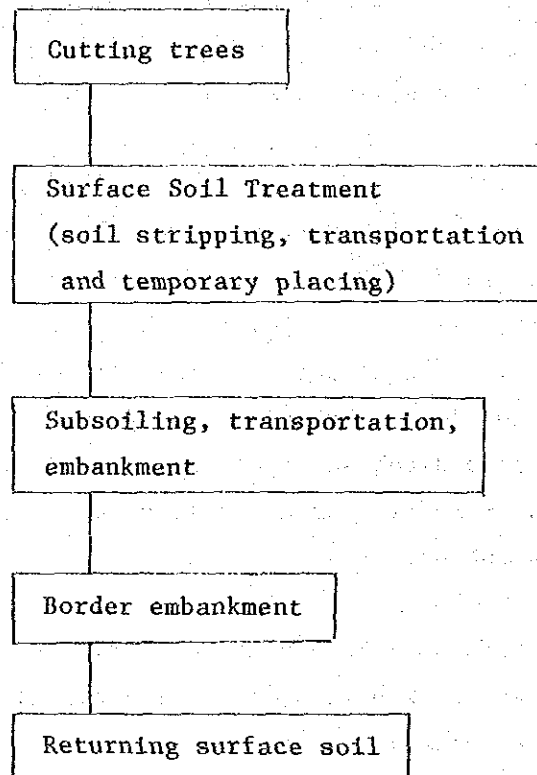 Cutting trees
Surface Soil Treatment
(soil stripping, transportation
and temporary placing)
Subsoiling, transportation,
embankment
Border embankment
Returning surface soil